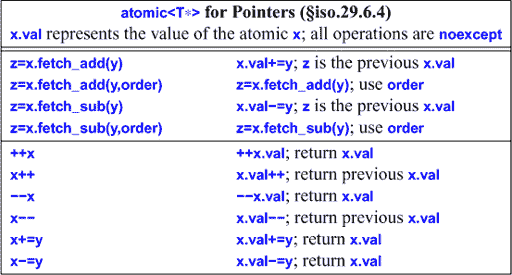 atomic<T*> for Pointers (§iso.29.6.4)
x.val represents the value of the atomic x; all operations are noexcept
z=x.fetch_add(y) x.val+=y; z is the previous x.val
z=x.fetch_add(y,order) z=x.fetch_add(y); use order
z=x.fetch_sub(y) x.val−=y; z is the previous x.val
z=x.fetch_sub(y,order) z=x.fetch_sub(y); use order
++x ++x.val; return x.val
x++ x.val++; return previous x.val
−−x −−x.val; return x.val
x−− x.val−−; return previous x.val
x+=y x.val+=y; return x.val
x−=y x.val−=y; return x.val